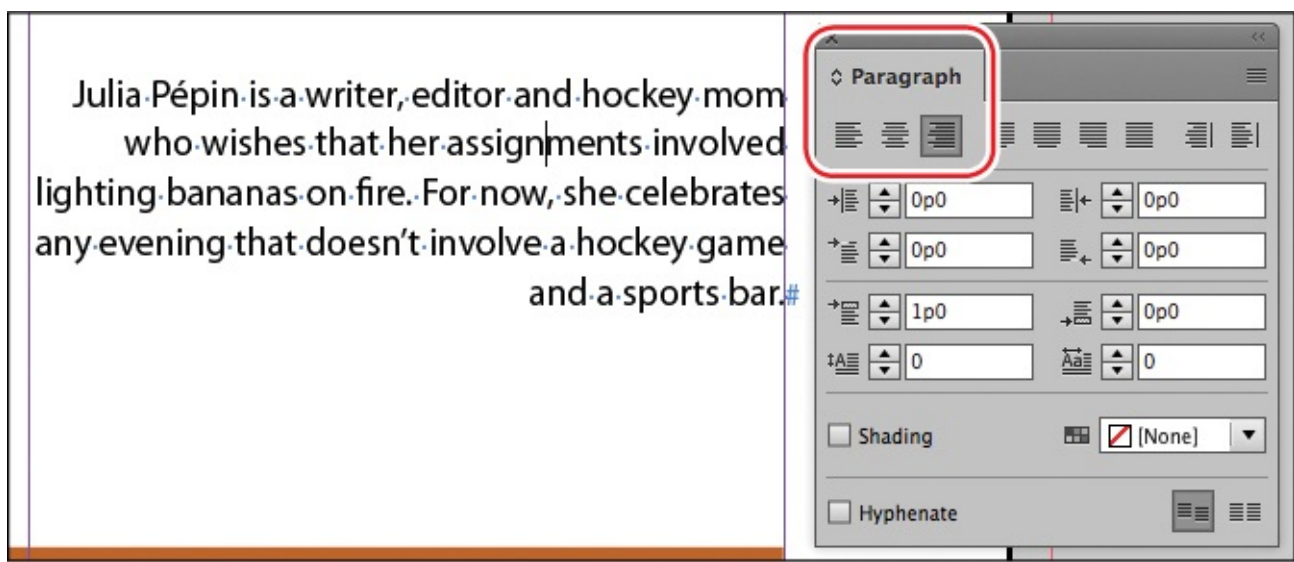 Julia Pépin is a writer, editor and hockey mom
who wishes that her assignments involved
lighting bananas on fire. For now, she celebrates
any evening that doesn’t involve a hockey game
and a sports bar.#
Paragraph
0p0 0p0
0p0 0p0
1p0 0p0
0 0
Shading [None]
Hyphenate